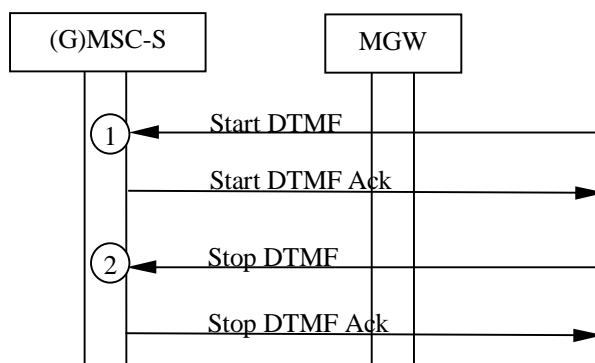 (G)MSC-S
MGW
1
Start DTMF
Start DTMF Ack
2
Stop DTMF
Stop DTMF Ack